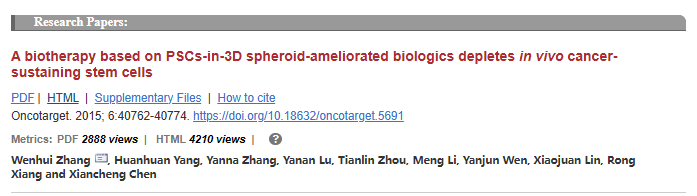 Research Papers:
A biotherapy based on PSCs-in-3D spheroid-ameliorated biologics depletes in vivo cancer-
sustaining stem cells
PDF | HTML | Supplementary Files | How to cite
Oncotarget. 2015; 6:40762-40774. https://doi.org/10.18632/oncotarget.5691
Metrics: PDF 2888 views | HTML 4210 views | ?
Wenhui Zhang, Huanhuan Yang, Yanna Zhang, Yanan Lu, Tianlin Zhou, Meng Li, Yanjun Wen, Xiaojuan Lin, Rong
Xiang and Xiancheng Chen